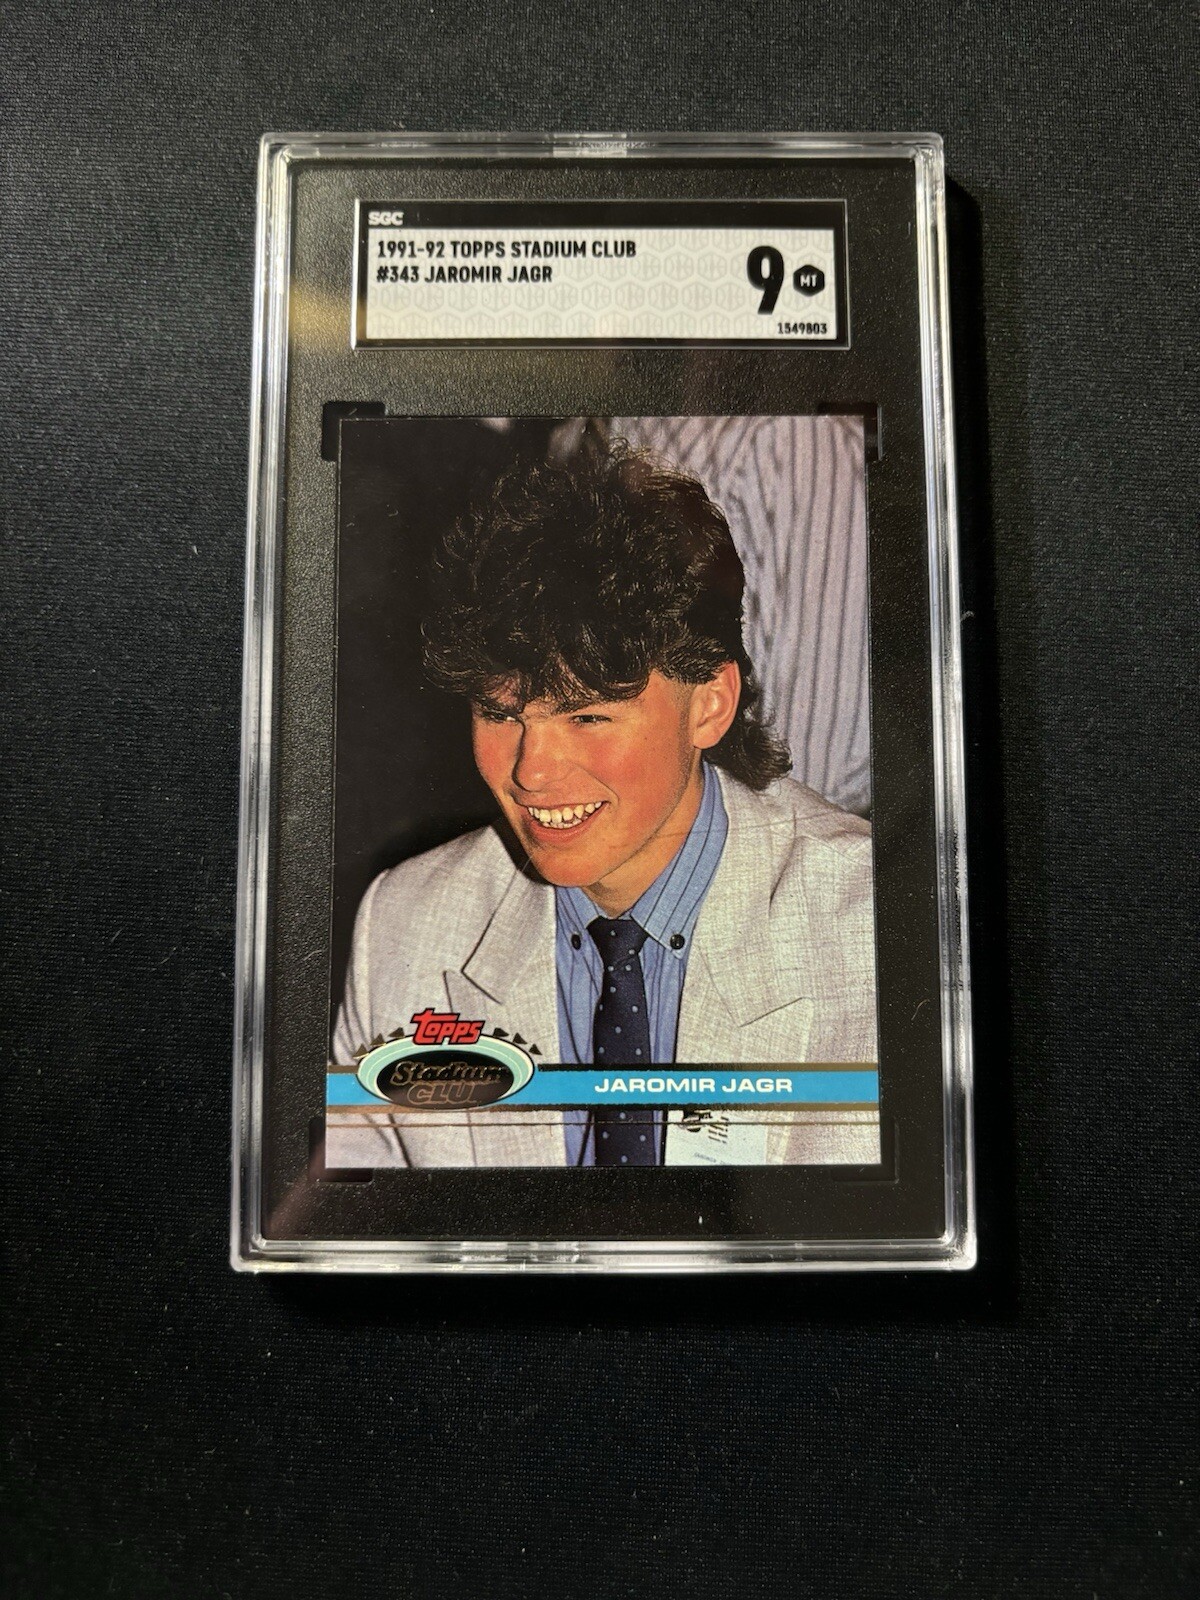 SGC
1991-92 TOPPS STADIUM CLUB
#343 JAROMIR JAGR
9 MT
1549803
TOPPS
Stadium
CLUB
JAROMIR JAGR